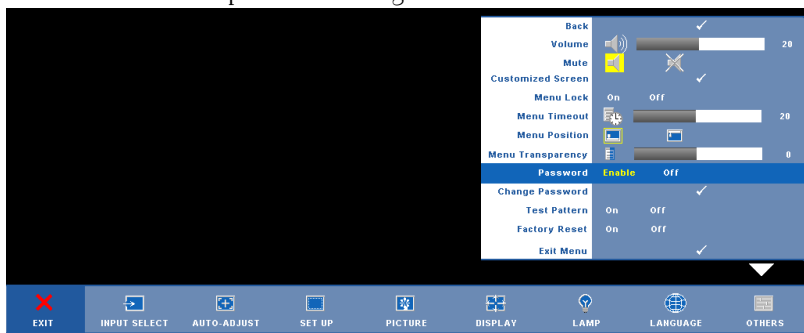 Back
Volume 20
Mute
Customized Screen
Menu Lock On Off
Menu Timeout 20
Menu Position
Menu Transparency 0
Password Enable Off
Change Password
Test Pattern On Off
Factory Reset On Off
Exit Menu
EXIT INPUT SELECT AUTO-ADJUST SET UP PICTURE DISPLAY LAMP LANGUAGE OTHERS